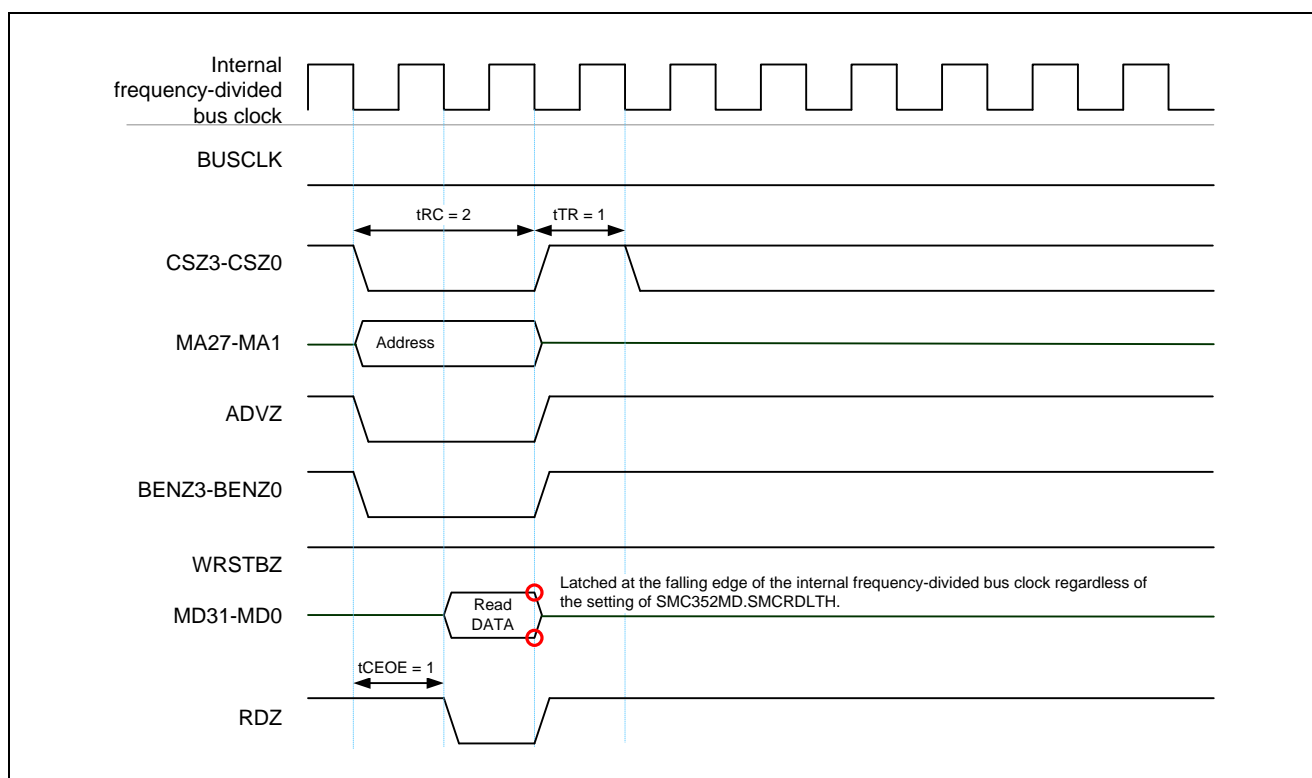 Internal
frequency-divided
bus clock
BUSCLK
tRC = 2
tTR = 1
CSZ3-CSZ0
MA27-MA1
Address
ADVZ
BENZ3-BENZ0
WRSTBZ
Latched at the falling edge of the internal frequency-divided bus clock regardless of
the setting of SMC352MD.SMCRDLTH.
MD31-MD0
Read
DATA
tCEOE = 1
RDZ